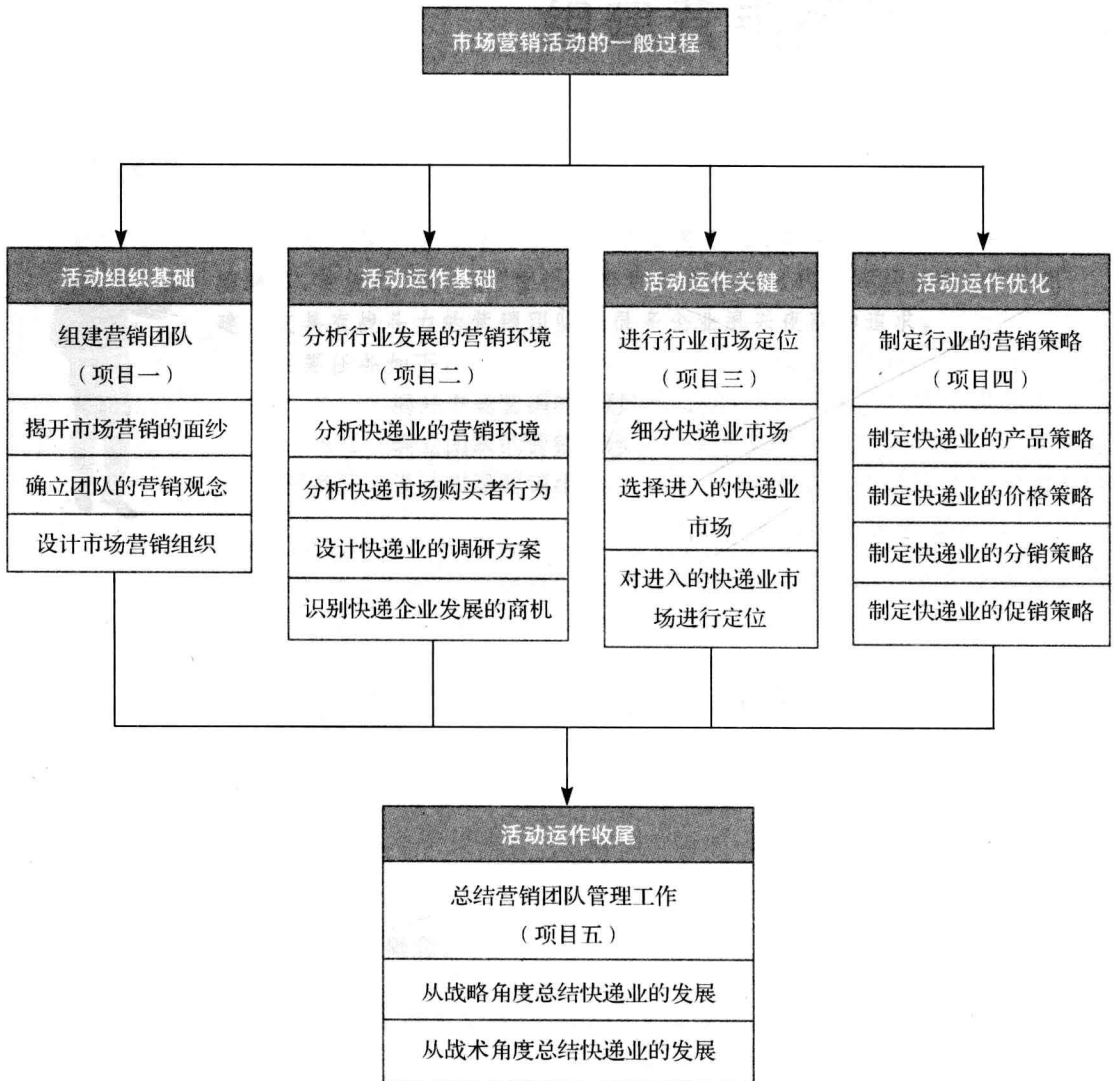 市场营销活动的一般过程
活动组织基础
组建营销团队
（项目一）
揭开市场营销的面纱
确立团队的营销观念
设计市场营销组织
活动运作基础
分析行业发展的营销环境
（项目二）
分析快递业的营销环境
分析快递市场购买者行为
设计快递业的调研方案
识别快递企业发展的商机
活动运作关键
进行行业市场定位
（项目三）
细分快递业市场
选择进入的快递业
市场
对进入的快递业市
场进行定位
活动运作优化
制定行业的营销策略
（项目四）
制定快递业的产品策略
制定快递业的价格策略
制定快递业的分销策略
制定快递业的促销策略
活动运作收尾
总结营销团队管理工作
（项目五）
从战略角度总结快递业的发展
从战术角度总结快递业的发展